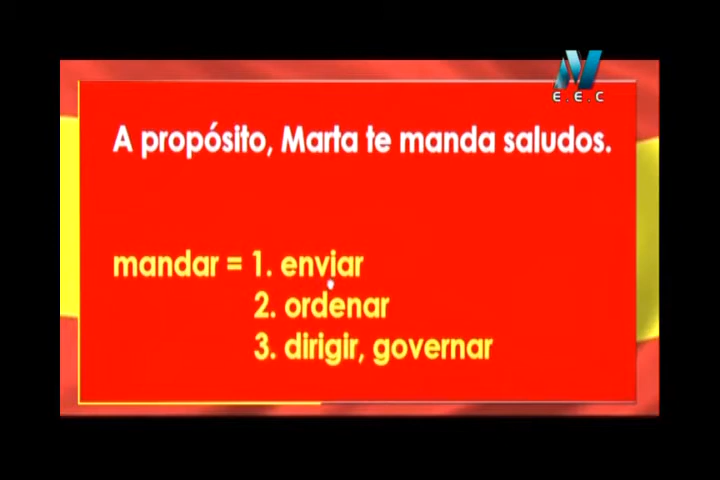 E.E.C
A propósito, Marta te manda saludos.
mandar = 1. enviar
2. ordenar
3. dirigir, governar